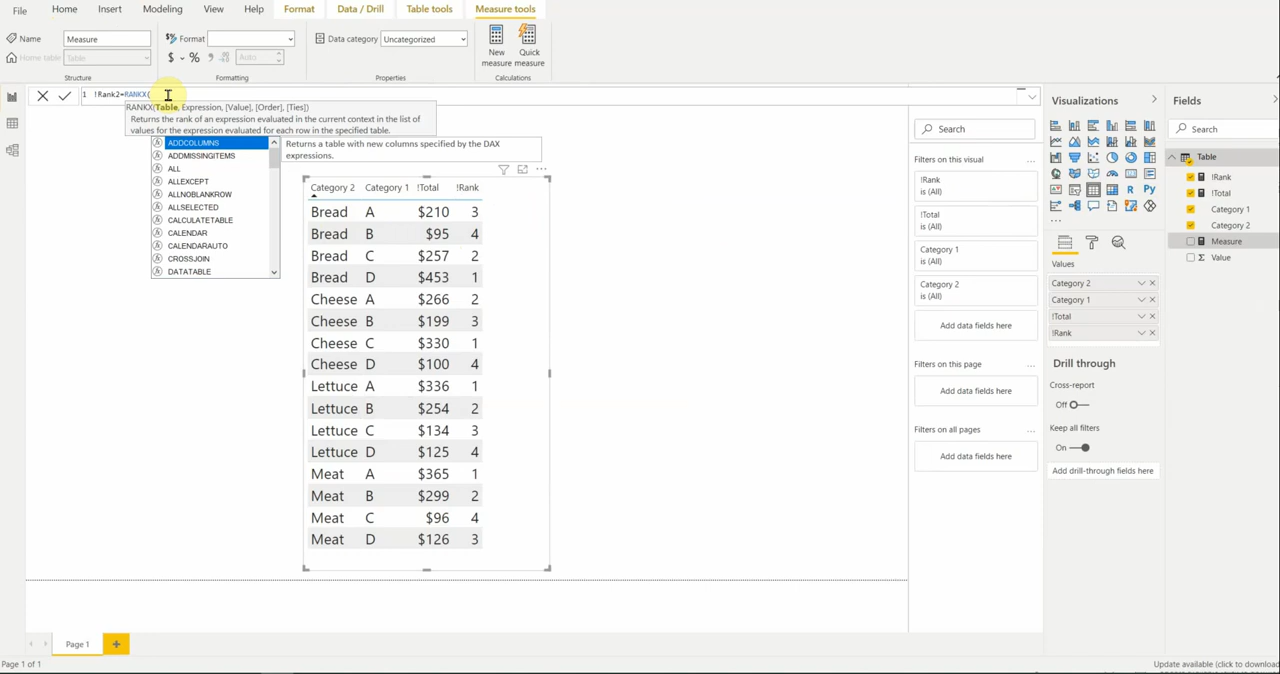 File Home Insert Modeling View Help Format Data / Drill Table tools Measure tools
Name Measure
Home table Table
Structure
Format
$ % Auto
Formatting
Data category Uncategorized
Properties
New measure
Quick measure
Calculations
1 !Rank2=RANKX(
RANKX(Table, Expression, [Value], [Order], [Ties])
Returns the rank of an expression evaluated in the current context in the list of
values for the expression evaluated for each row in the specified table.
ADDCOLUMNS
ADDMISSINGITEMS
ALL
ALLEXCEPT
ALLNOBLANKROW
ALLSELECTED
CALCULATETABLE
CALENDAR
CALENDARAUTO
CROSSJOIN
DATATABLE
Returns a table with new columns specified by the DAX
expressions.
Category 2 Category 1 !Total !Rank
Bread A $210 3
Bread B $95 4
Bread C $257 2
Bread D $453 1
Cheese A $266 2
Cheese B $199 3
Cheese C $330 1
Cheese D $100 4
Lettuce A $336 1
Lettuce B $254 2
Lettuce C $134 3
Lettuce D $125 4
Meat A $365 1
Meat B $299 2
Meat C $96 4
Meat D $126 3
Search
Filters on this visual ...
!Rank
is (All)
!Total
is (All)
Category 1
is (All)
Category 2
is (All)
Add data fields here
Filters on this page ...
Add data fields here
Filters on all pages ...
Add data fields here
Visualizations
R Py
...
Values
Category 2
Category 1
!Total
!Rank
Drill through
Cross-report
Off
Keep all filters
On
Add drill-through fields here
Fields
Search
Table
!Rank
!Total
Category 1
Category 2
Measure
Σ Value
Page 1
Page 1 of 1
Update available (click to download